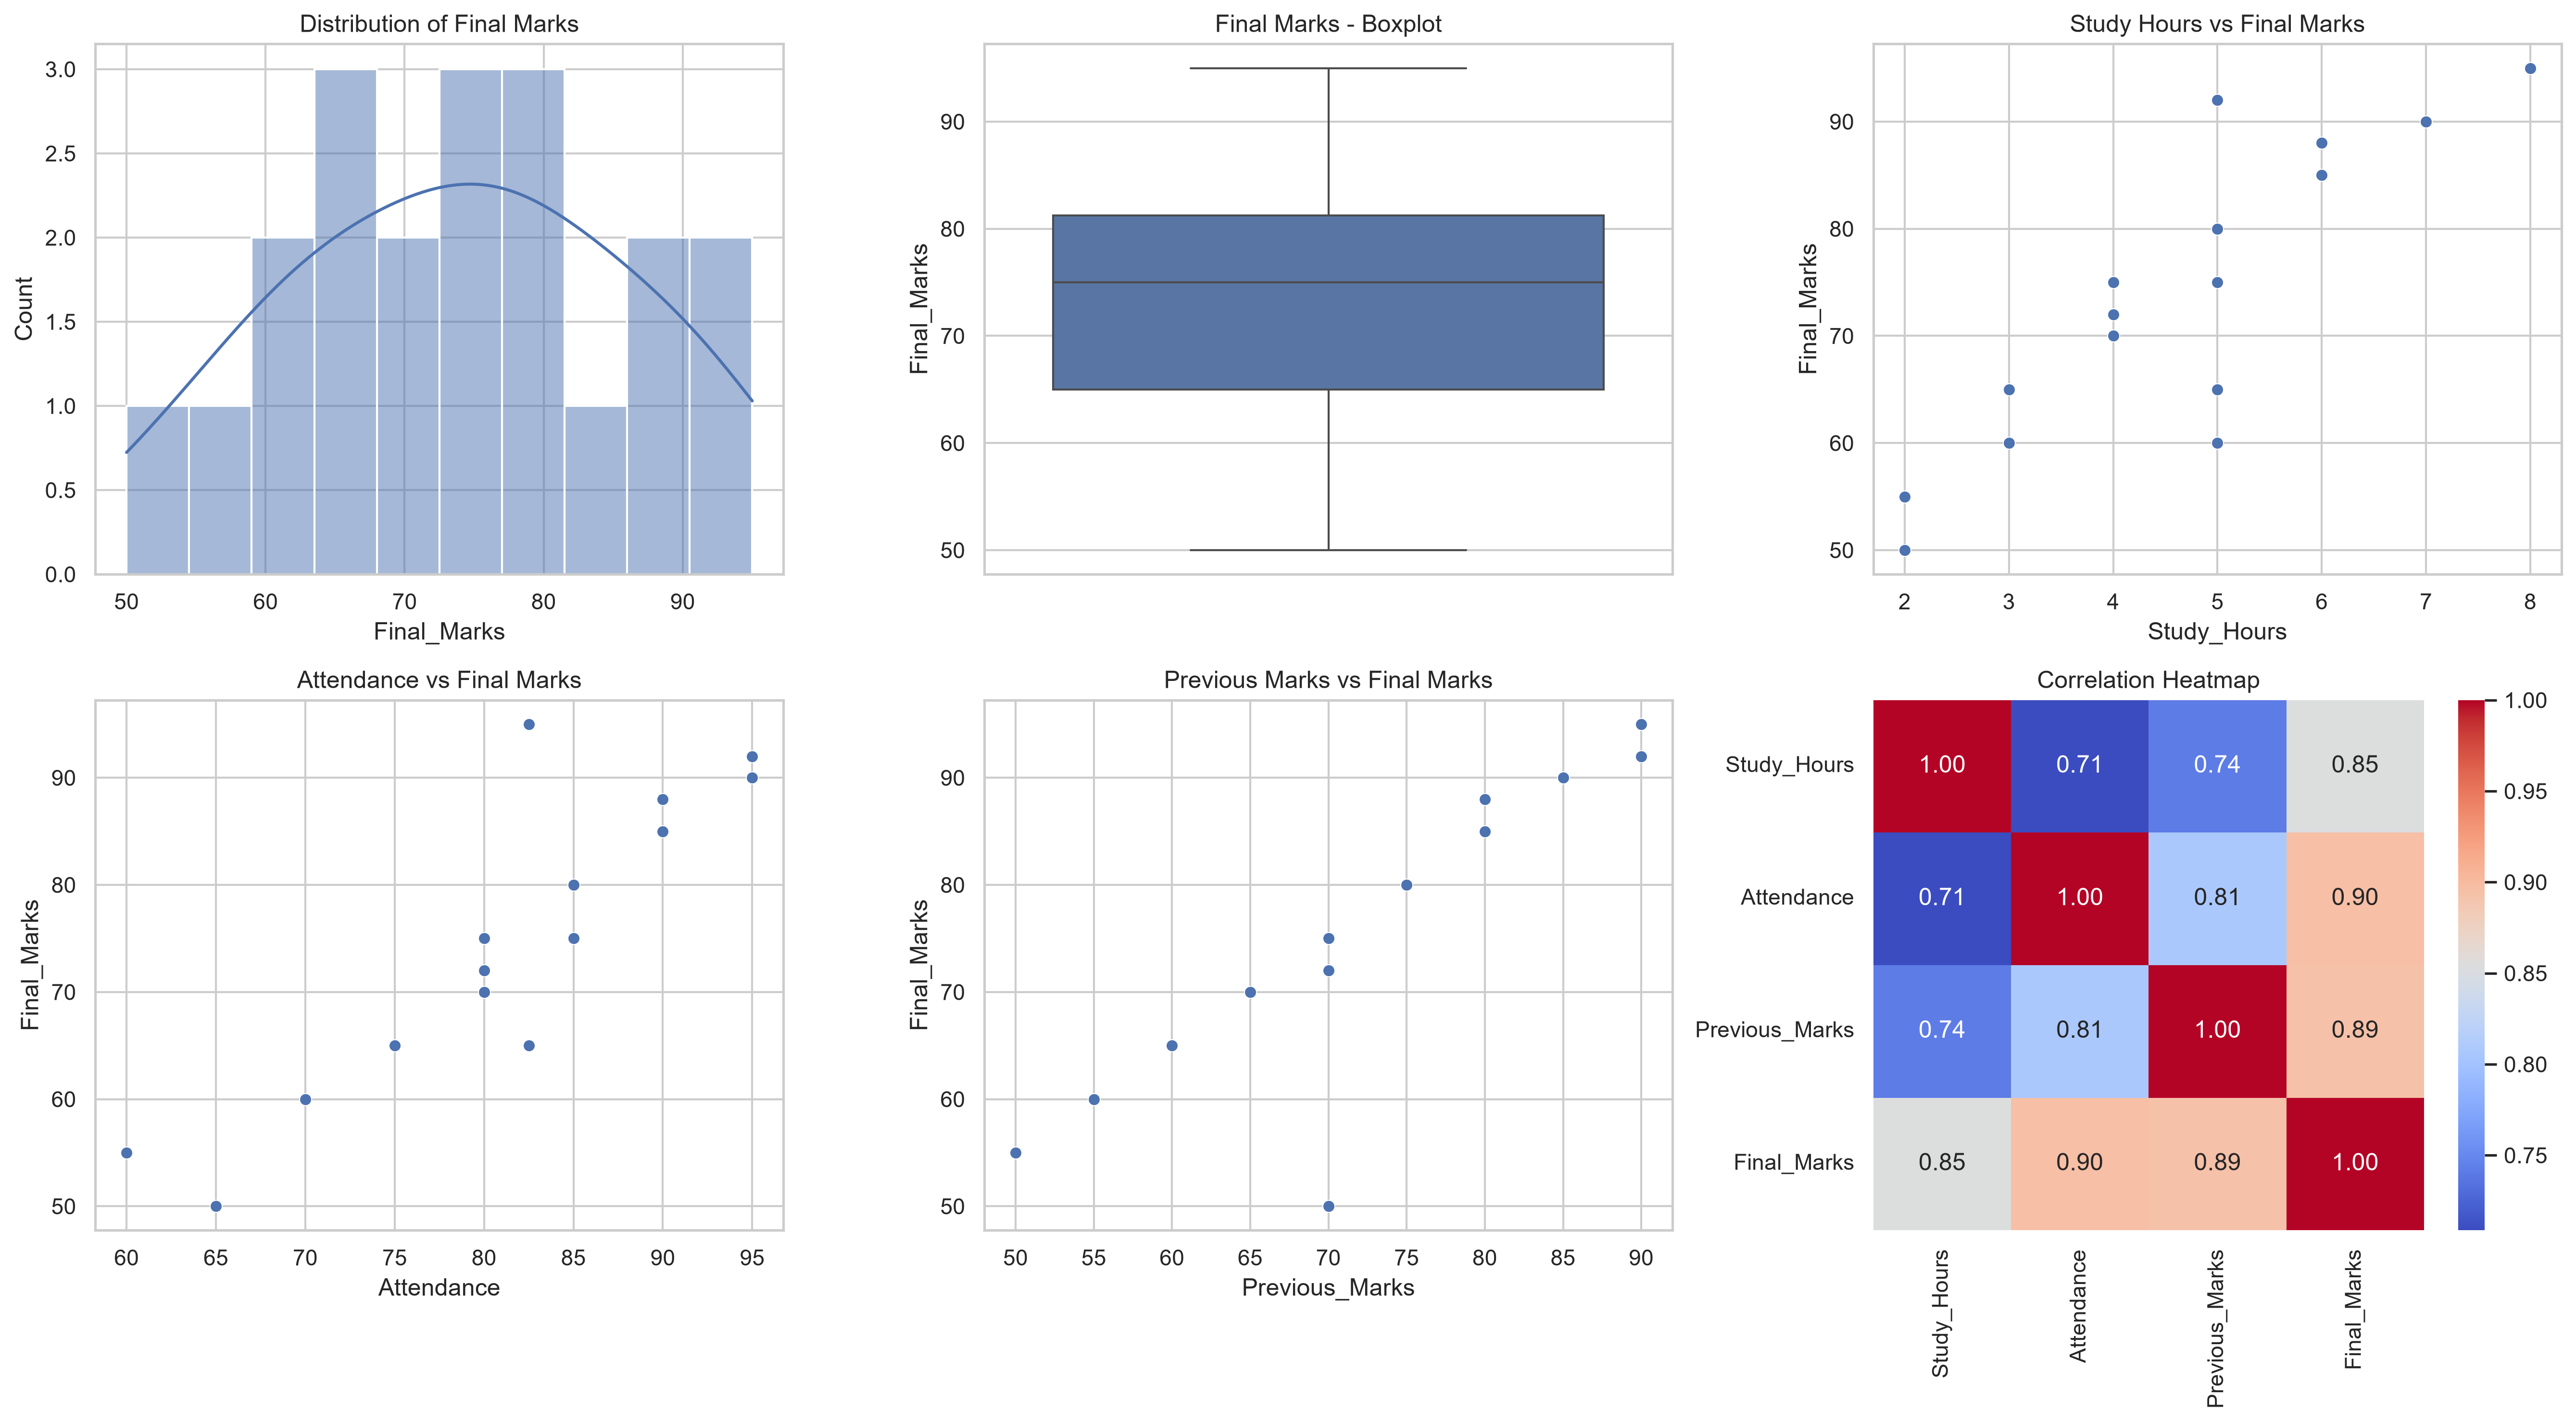 Distribution of Final Marks
3.0
2.5
2.0
1.5
1.0
0.5
0.0
Count
50 60 70 80 90
Final_Marks
Final Marks - Boxplot
90
80
70
60
50
Final_Marks
Study Hours vs Final Marks
90
80
70
60
50
Final_Marks
2 3 4 5 6 7 8
Study_Hours
Attendance vs Final Marks
90
80
70
60
50
Final_Marks
60 65 70 75 80 85 90 95
Attendance
Previous Marks vs Final Marks
90
80
70
60
50
Final_Marks
50 55 60 65 70 75 80 85 90
Previous_Marks
Correlation Heatmap
Study_Hours 1.00 0.71 0.74 0.85
Attendance 0.71 1.00 0.81 0.90
Previous_Marks 0.74 0.81 1.00 0.89
Final_Marks 0.85 0.90 0.89 1.00
Study_Hours
Attendance
Previous_Marks
Final_Marks
1.00
0.95
0.90
0.85
0.80
0.75